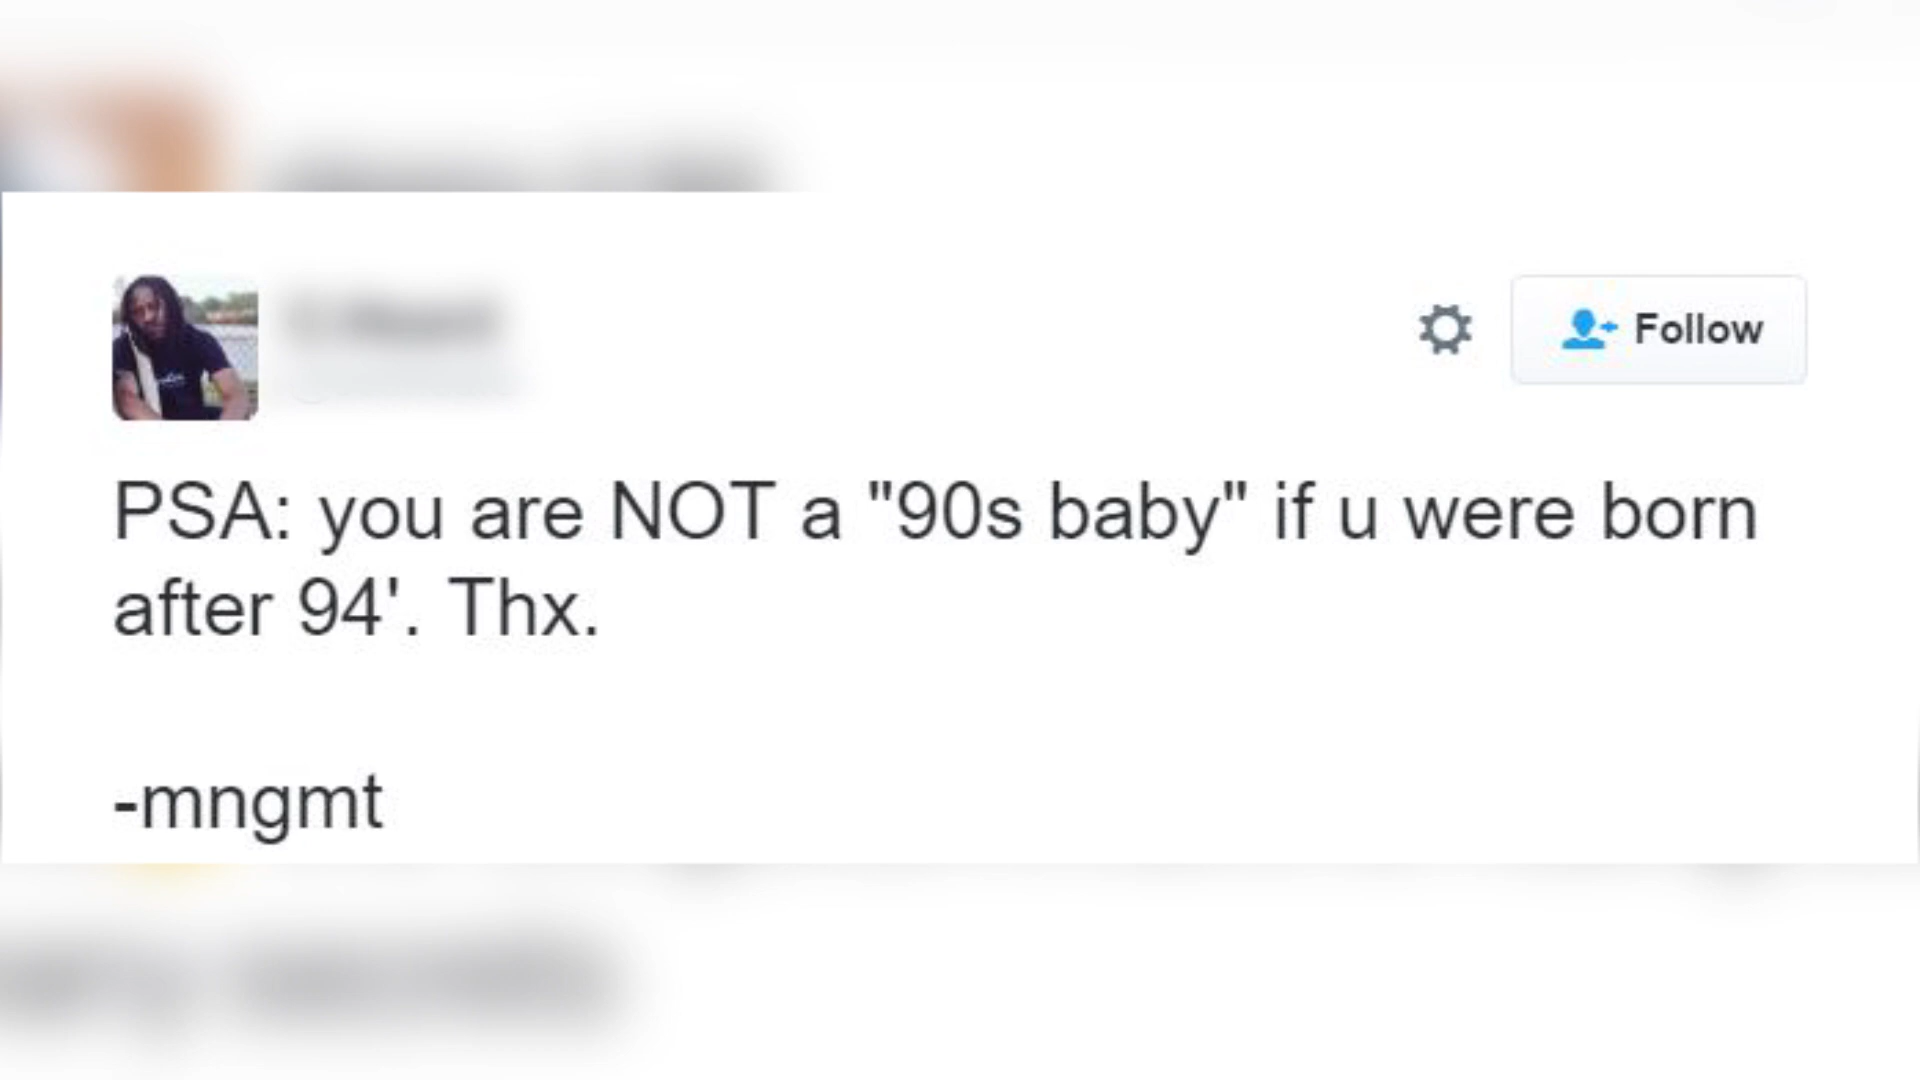 Follow
PSA: you are NOT a "90s baby" if u were born
after 94'. Thx.
-mngmt